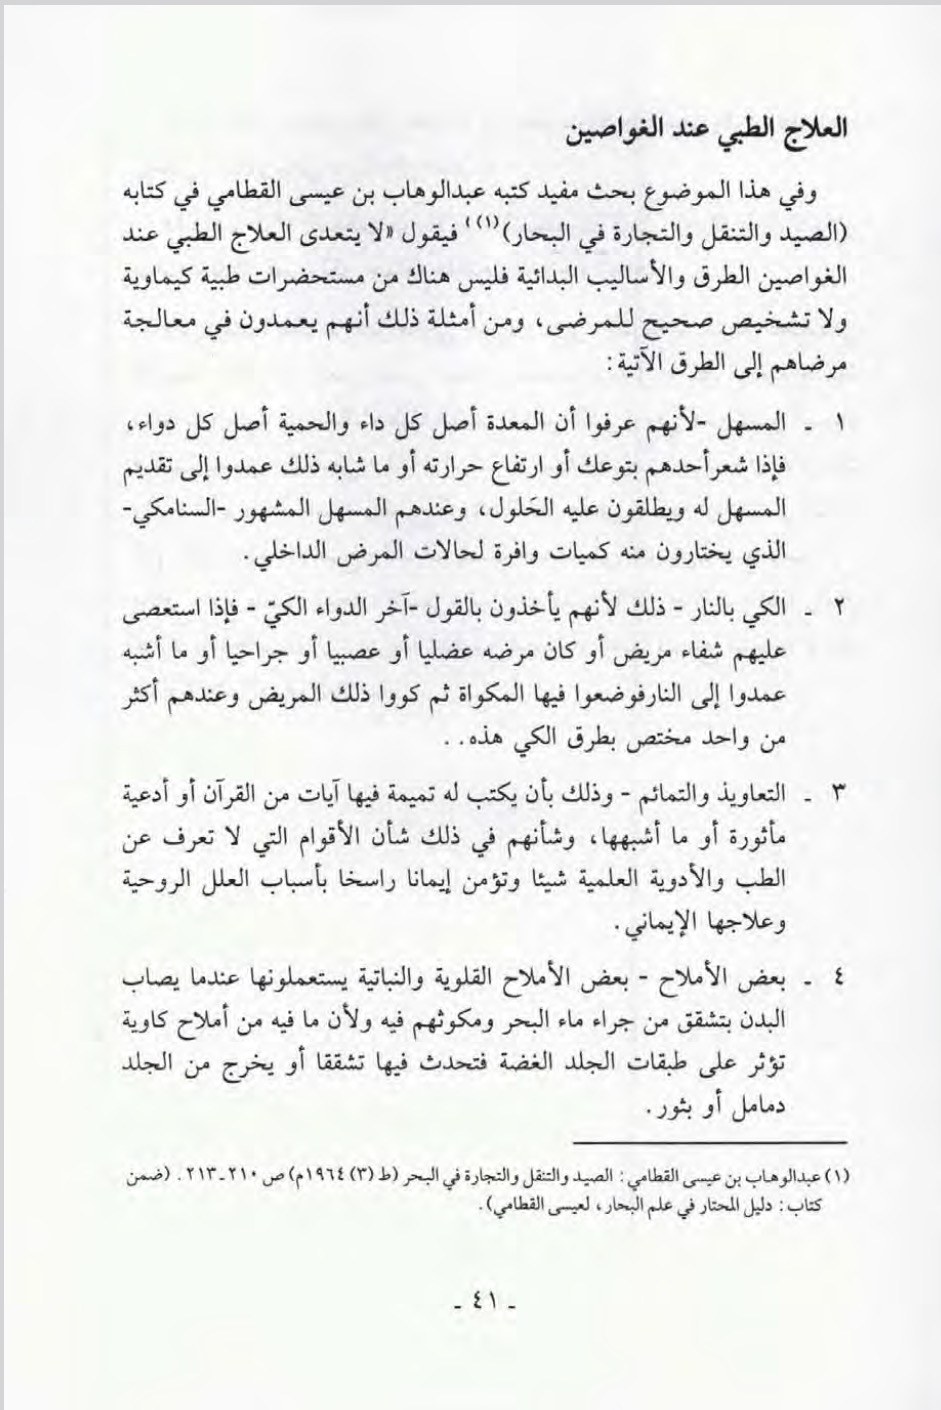 العلاج الطبي عند الغواصين
وفي هذا الموضوع بحث مفيد كتبه عبدالوهاب بن عيسى القطامي في كتابه
(الصيد والتنقل والتجارة في البحار)(١)، فيقول «لا يتعدى العلاج الطبي عند
الغواصين الطرق والأساليب البدائية فليس هناك من مستحضرات طبية كيماوية
ولا تشخيص صحيح للمرضى، ومن أمثلة ذلك أنهم يعمدون في معالجة
مرضاهم إلى الطرق الآتية:
١ ـ المسهل -لأنهم عرفوا أن المعدة أصل كل داء والحمية أصل كل دواء،
فإذا شعرأحدهم بتوعك أو ارتفاع حرارته أو ما شابه ذلك عمدوا إلى تقديم
المسهل له ويطلقون عليه الحَلول، وعندهم المسهل المشهور -السنامكي-
الذي يختارون منه كميات وافرة لحالات المرض الداخلي.
٢ ـ الكي بالنار - ذلك لأنهم يأخذون بالقول -آخر الدواء الكيّ - فإذا استعصى
عليهم شفاء مريض أو كان مرضه عضليا أو عصبيا أو جراحيا أو ما أشبه
عمدوا إلى النارفوضعوا فيها المكواة ثم كووا ذلك المريض وعندهم أكثر
من واحد مختص بطرق الكي هذه. .
٣ ـ التعاويذ والتمائم - وذلك بأن يكتب له تميمة فيها آيات من القرآن أو أدعية
مأثورة أو ما أشبهها، وشأنهم في ذلك شأن الأقوام التي لا تعرف عن
الطب والأدوية العلمية شيئا وتؤمن إيمانا راسخا بأسباب العلل الروحية
وعلاجها الإيماني.
٤ ـ بعض الأملاح - بعض الأملاح القلوية والنباتية يستعملونها عندما يصاب
البدن بتشقق من جراء ماء البحر ومكوثهم فيه ولأن ما فيه من أملاح كاوية
تؤثر على طبقات الجلد الغضة فتحدث فيها تشققا أو يخرج من الجلد
دمامل أو بثور.
(١) عبدالوهاب بن عيسى القطامي: الصيد والتنقل والتجارة في البحر (ط (٣) ١٩٦٤م) ص ٢١٠ـ٢١٣. (ضمن
كتاب: دليل المحتار في علم البحار، لعيسى القطامي).
ـ ٤١ ـ